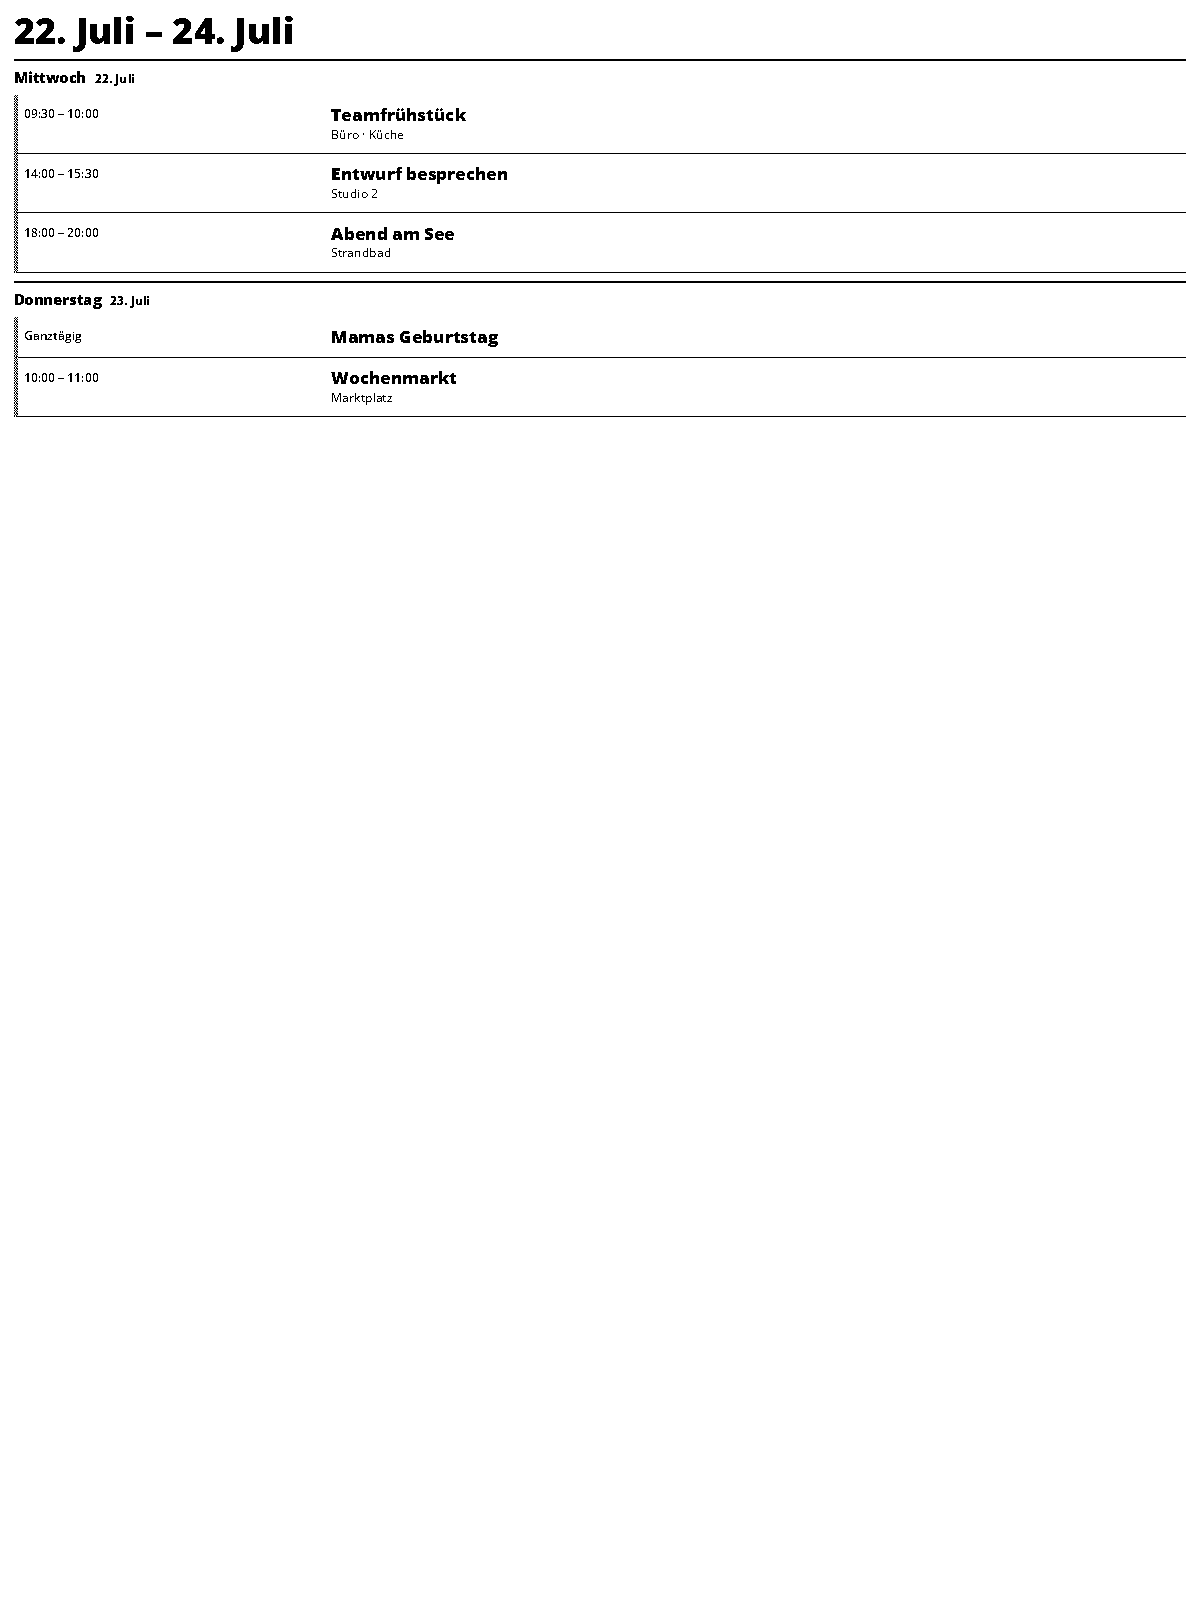 22. Juli – 24. Juli
Mittwoch 22. Juli
09:30 – 10:00 Teamfrühstück
Büro · Küche
14:00 – 15:30 Entwurf besprechen
Studio 2
18:00 – 20:00 Abend am See
Strandbad
Donnerstag 23. Juli
Ganztägig Mamas Geburtstag
10:00 – 11:00 Wochenmarkt
Marktplatz